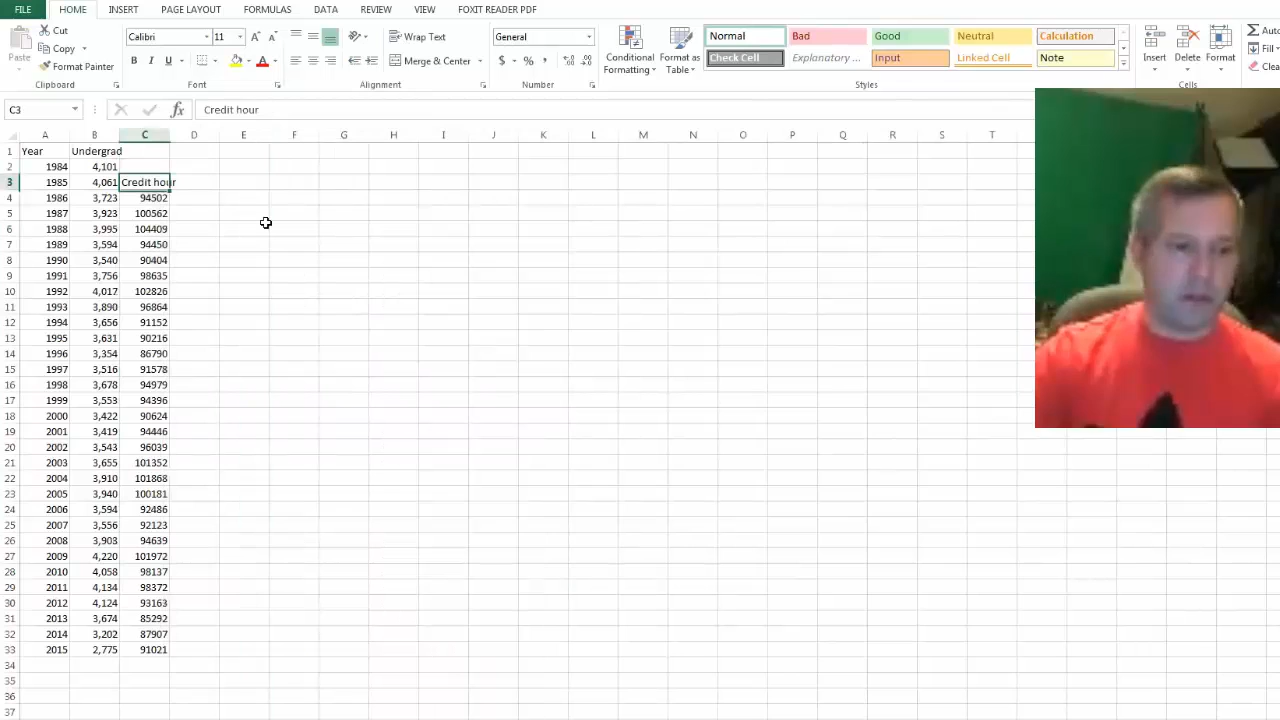 FILE HOME INSERT PAGE LAYOUT FORMULAS DATA REVIEW VIEW FOXIT READER PDF
Paste Cut Copy Format Painter
Calibri 11 A A B I U A
Wrap Text Merge & Center
General $ % ,
Conditional Formatting Format as Table
Normal Bad Good Neutral Calculation
Check Cell Explanatory ... Input Linked Cell Note
Insert Delete Format
Auto
Fill
Clea
Clipboard Font Alignment Number Styles Cells
C3 fx Credit hour
A B C D E F G H I J K L M N O P Q R S T
1 Year Undergrad
2 1984 4,101
3 1985 4,061 Credit hour
4 1986 3,723 94502
5 1987 3,923 100562
6 1988 3,995 104409
7 1989 3,594 94450
8 1990 3,540 90404
9 1991 3,756 98635
10 1992 4,017 102826
11 1993 3,890 96864
12 1994 3,656 91152
13 1995 3,631 90216
14 1996 3,354 86790
15 1997 3,516 91578
16 1998 3,678 94979
17 1999 3,553 94396
18 2000 3,422 90624
19 2001 3,419 94446
20 2002 3,543 96039
21 2003 3,655 101352
22 2004 3,910 101868
23 2005 3,940 100181
24 2006 3,594 92486
25 2007 3,556 92123
26 2008 3,903 94639
27 2009 4,220 101972
28 2010 4,058 98137
29 2011 4,134 98372
30 2012 4,124 93163
31 2013 3,674 85292
32 2014 3,202 87907
33 2015 2,775 91021
34
35
36
37